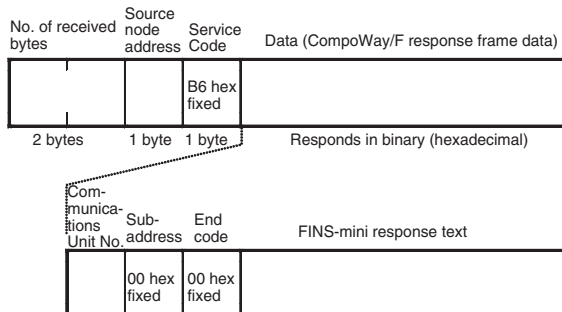 No. of received bytes
Source node address
Service Code
Data (CompoWay/F response frame data)
B6 hex fixed
2 bytes
1 byte
1 byte
Responds in binary (hexadecimal)
Com-
munica-
tions
Unit No.
Sub-
address
End code
FINS-mini response text
00 hex fixed
00 hex fixed